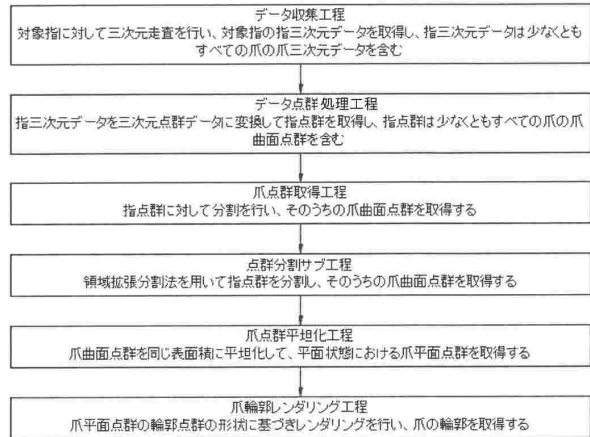 データ収集工程
対象指に対して三次元走査を行い、対象指の指三次元データを取得し、指三次元データは少なくとも
すべての爪の爪三次元データを含む
データ点群処理工程
指三次元データを三次元点群データに変換して指点群を取得し、指点群は少なくともすべての爪の爪
曲面点群を含む
爪点群取得工程
指点群に対して分割を行い、そのうちの爪曲面点群を取得する
点群分割サブ工程
領域拡張分割法を用いて指点群を分割し、そのうちの爪曲面点群を取得する
爪点群平坦化工程
爪曲面点群を同じ表面積に平坦化して、平面状態における爪平面点群を取得する
爪輪郭レンダリング工程
爪平面点群の輪郭点群の形状に基づきレンダリングを行い、爪の輪郭を取得する